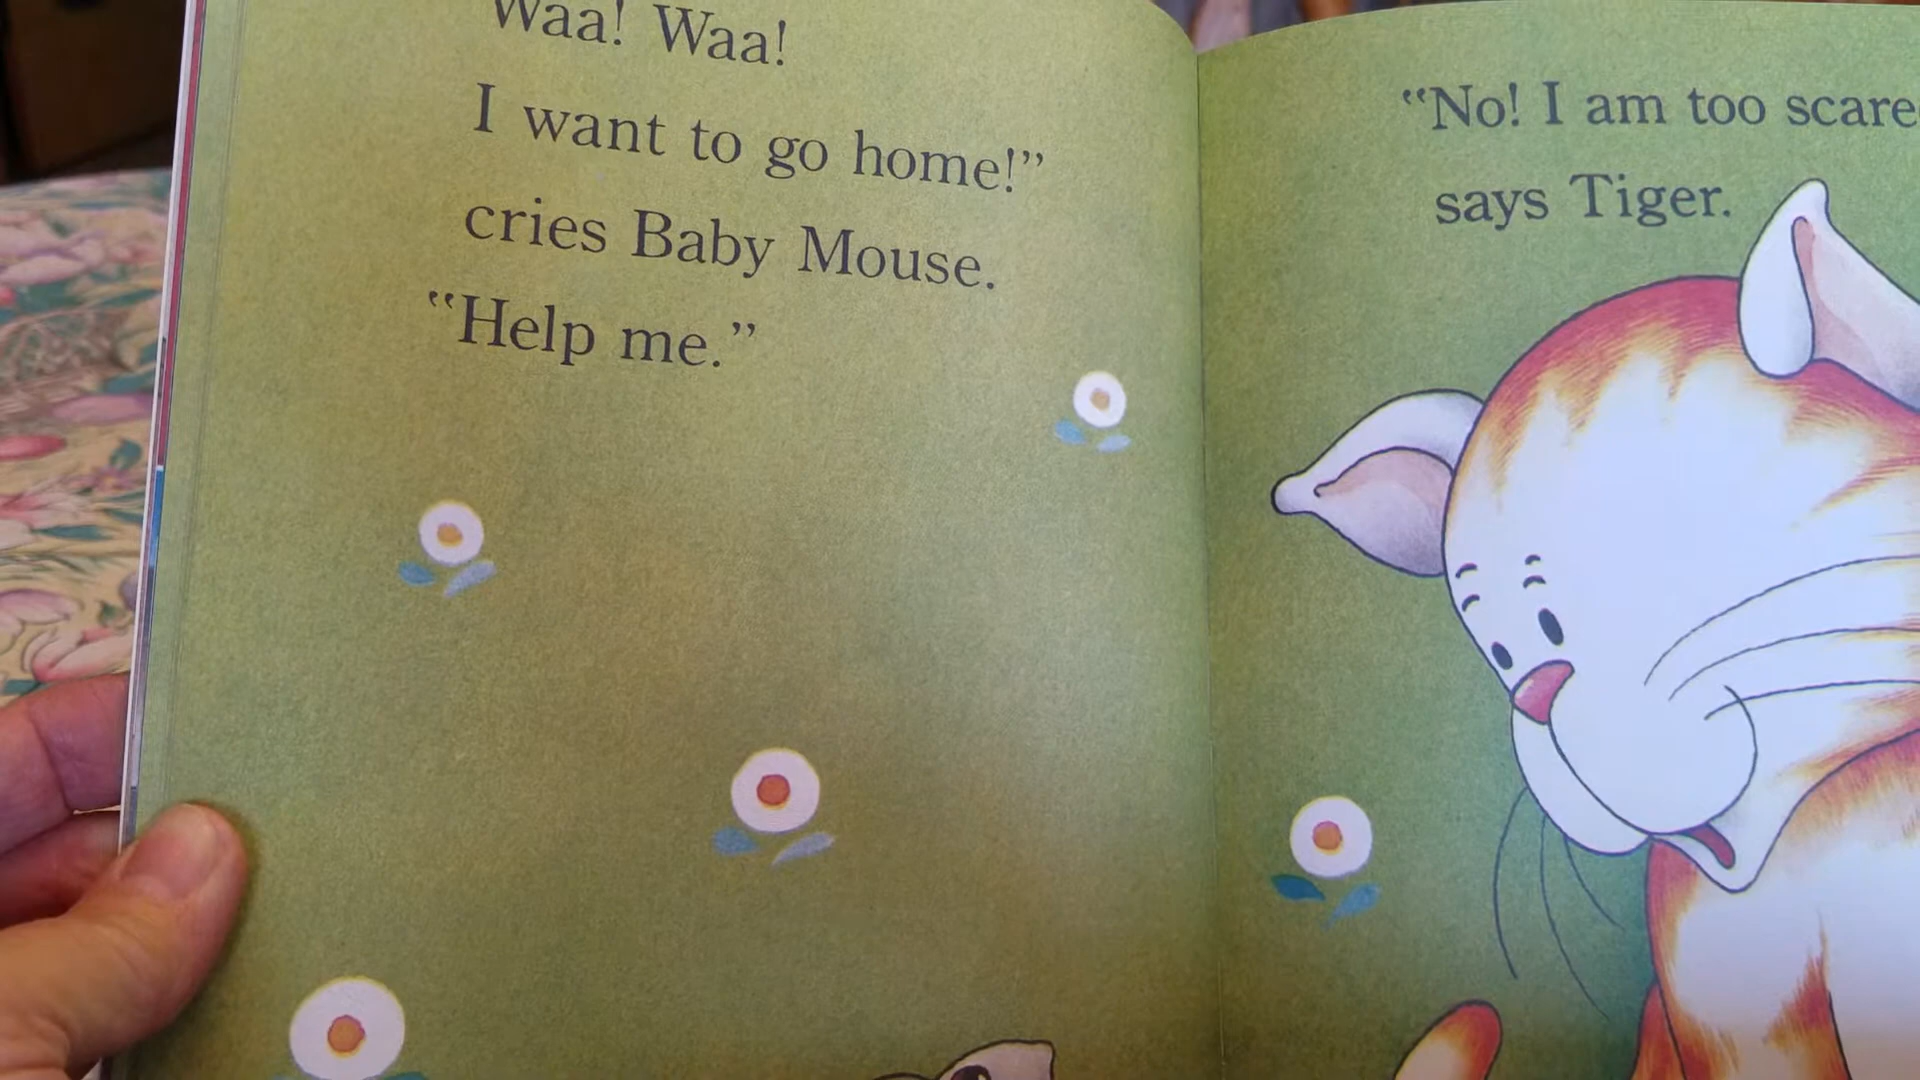 Waa! Waa!
I want to go home!”
cries Baby Mouse.
“Help me.”
“No! I am too scare
says Tiger.